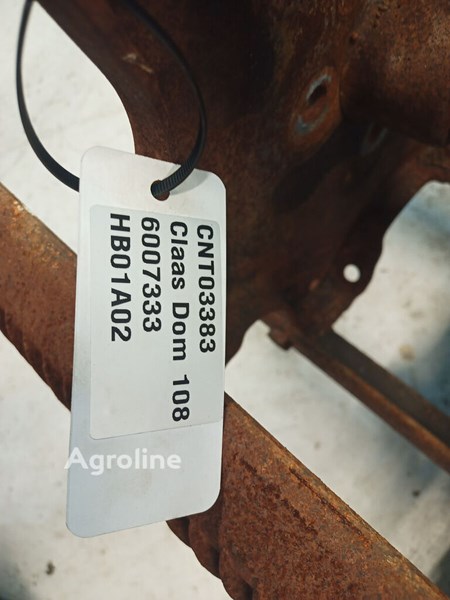 CNT03383
Claas Dom 108
6007333
HB01A02
Agroline